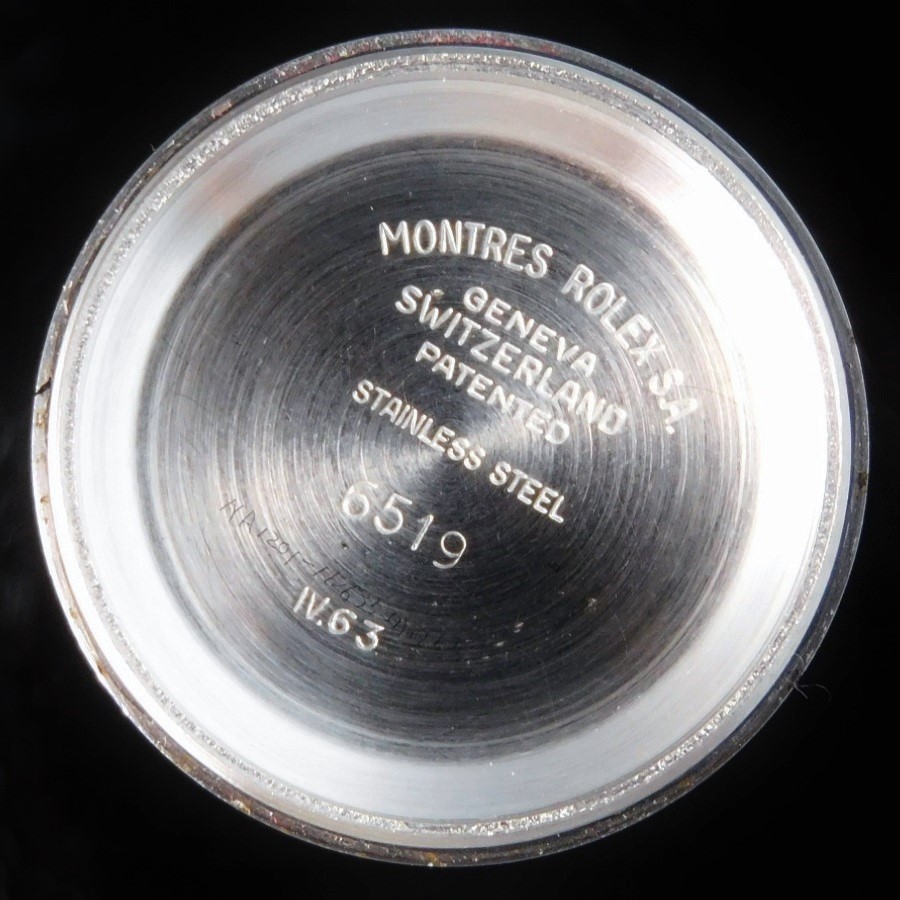 MONTRES ROLEX S.A.
GENEVA
SWITZERLAND
PATENTED
STAINLESS STEEL
6519
IV.63